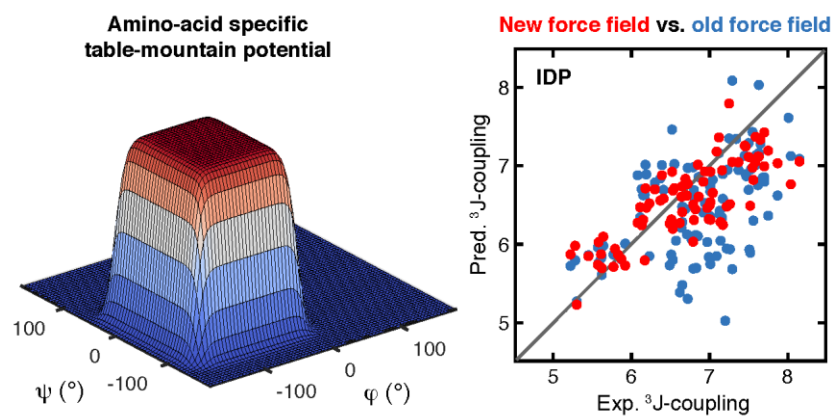 Amino-acid specific
table-mountain potential
100
0
-100
ψ (°)
-100
0
100
φ (°)
New force field vs. old force field
IDP
8
7
6
5
Pred. ³J-coupling
5 6 7 8
Exp. ³J-coupling